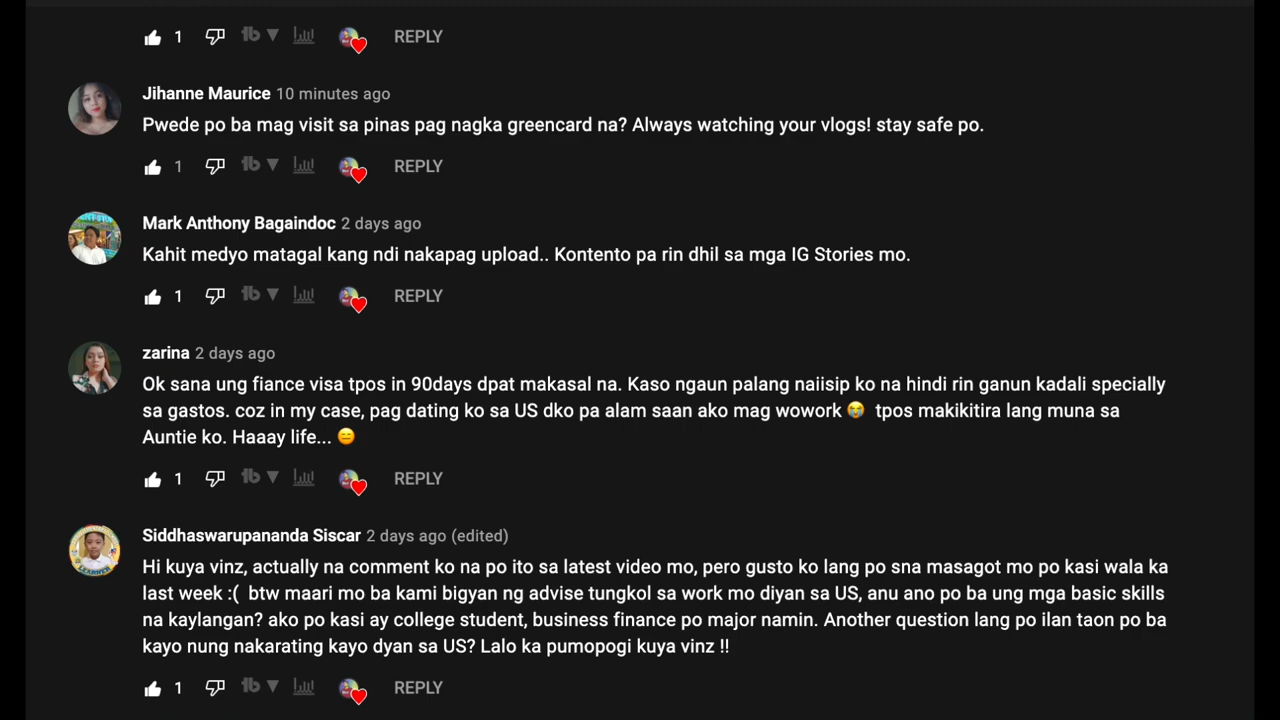 1 REPLY
Jihanne Maurice 10 minutes ago
Pwede po ba mag visit sa pinas pag nagka greencard na? Always watching your vlogs! stay safe po.
1 REPLY
Mark Anthony Bagaindoc 2 days ago
Kahit medyo matagal kang ndi nakapag upload.. Kontento pa rin dhil sa mga IG Stories mo.
1 REPLY
zarina 2 days ago
Ok sana ung fiance visa tpos in 90days dpat makasal na. Kaso ngaun palang naiisip ko na hindi rin ganun kadali specially
sa gastos. coz in my case, pag dating ko sa US dko pa alam saan ako mag wowork 😭 tpos makikitira lang muna sa
Auntie ko. Haaay life... 😑
1 REPLY
Siddhaswarupananda Siscar 2 days ago (edited)
Hi kuya vinz, actually na comment ko na po ito sa latest video mo, pero gusto ko lang po sna masagot mo po kasi wala ka
last week :( btw maari mo ba kami bigyan ng advise tungkol sa work mo diyan sa US, anu ano po ba ung mga basic skills
na kaylangan? ako po kasi ay college student, business finance po major namin. Another question lang po ilan taon po ba
kayo nung nakarating kayo dyan sa US? Lalo ka pumopogi kuya vinz !!
1 REPLY